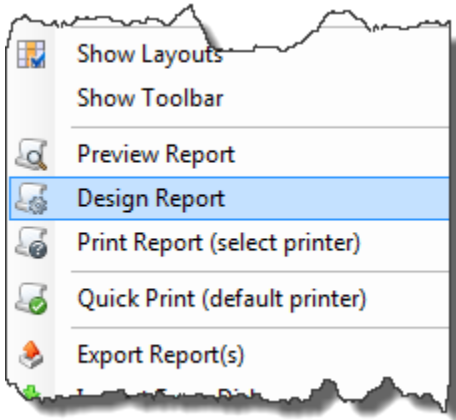 Show Layouts
Show Toolbar
Preview Report
Design Report
Print Report (select printer)
Quick Print (default printer)
Export Report(s)